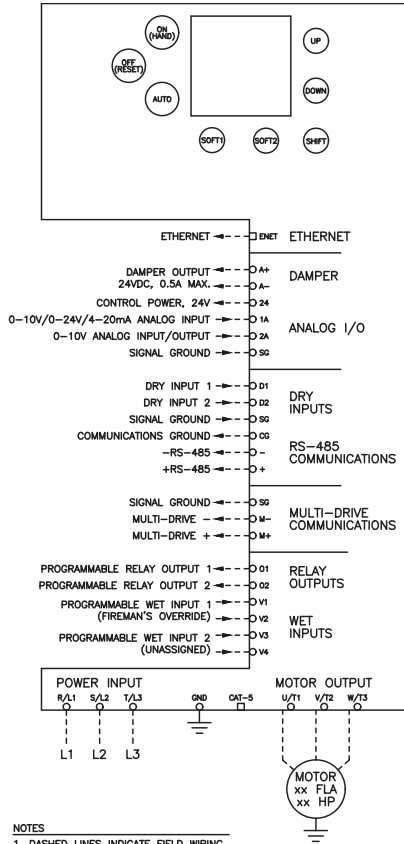 ON
(HAND)
OFF
(RESET)
AUTO
UP
DOWN
SOFT1
SOFT2
SHIFT
ETHERNET ENET ETHERNET
DAMPER OUTPUT A+
24VDC, 0.5A MAX. A-
DAMPER
CONTROL POWER, 24V 24
0-10V/0-24V/4-20mA ANALOG INPUT 1A
0-10V ANALOG INPUT/OUTPUT 2A
SIGNAL GROUND SG
ANALOG I/O
DRY INPUT 1 D1
DRY INPUT 2 D2
SIGNAL GROUND SG
DRY
INPUTS
COMMUNICATIONS GROUND CG
-RS-485 -
+RS-485 +
RS-485
COMMUNICATIONS
SIGNAL GROUND SG
MULTI-DRIVE - M-
MULTI-DRIVE + M+
MULTI-DRIVE
COMMUNICATIONS
PROGRAMMABLE RELAY OUTPUT 1 O1
PROGRAMMABLE RELAY OUTPUT 2 O2
RELAY
OUTPUTS
PROGRAMMABLE WET INPUT 1 V1
(FIREMAN'S OVERRIDE) V2
PROGRAMMABLE WET INPUT 2 V3
(UNASSIGNED) V4
WET
INPUTS
POWER INPUT MOTOR OUTPUT
R/L1 S/L2 T/L3 GND CAT-5 U/T1 V/T2 W/T3
L1 L2 L3
MOTOR
xx FLA
xx HP
NOTES
1. DASHED LINES INDICATE FIELD WIRING.